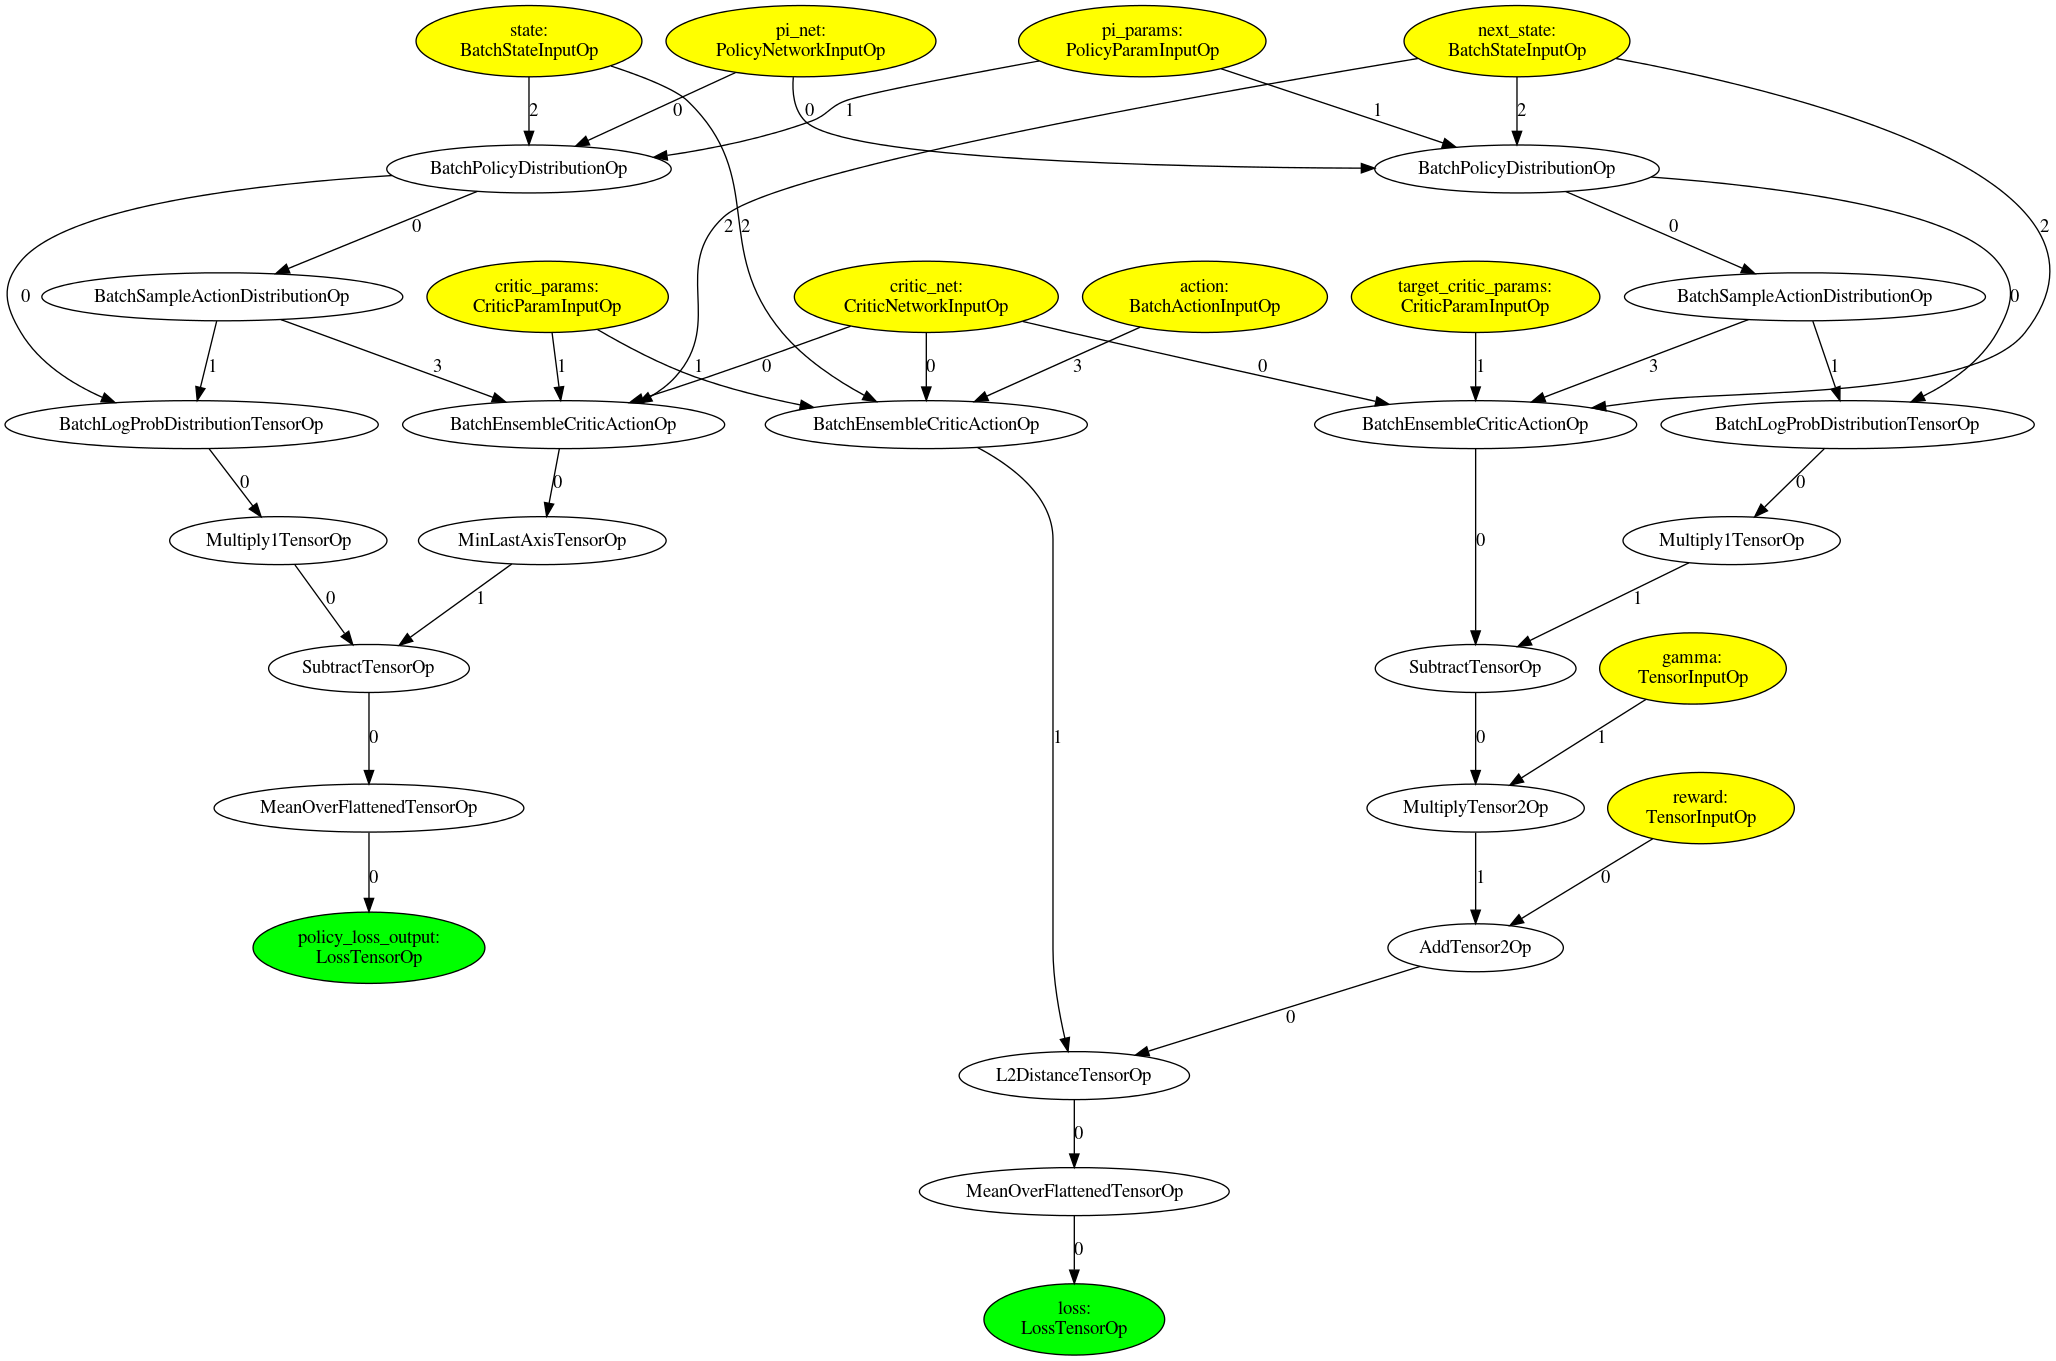 state:
BatchStateInputOp
pi_net:
PolicyNetworkInputOp
pi_params:
PolicyParamInputOp
next_state:
BatchStateInputOp
2
0
0
1
1
2
BatchPolicyDistributionOp
BatchPolicyDistributionOp
0
2
2
0
2
0
BatchSampleActionDistributionOp
critic_params:
CriticParamInputOp
critic_net:
CriticNetworkInputOp
action:
BatchActionInputOp
target_critic_params:
CriticParamInputOp
BatchSampleActionDistributionOp
0
1
3
1
1
0
0
3
0
1
3
1
BatchLogProbDistributionTensorOp
BatchEnsembleCriticActionOp
BatchEnsembleCriticActionOp
BatchEnsembleCriticActionOp
BatchLogProbDistributionTensorOp
0
0
0
Multiply1TensorOp
MinLastAxisTensorOp
0
Multiply1TensorOp
0
1
1
SubtractTensorOp
SubtractTensorOp
gamma:
TensorInputOp
0
1
0
1
MeanOverFlattenedTensorOp
MultiplyTensor2Op
reward:
TensorInputOp
0
1
0
policy_loss_output:
LossTensorOp
AddTensor2Op
0
L2DistanceTensorOp
0
MeanOverFlattenedTensorOp
0
loss:
LossTensorOp